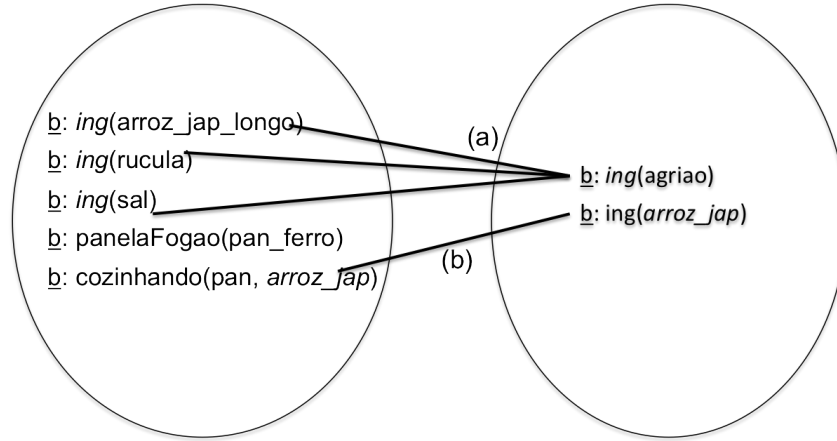 b: ing(arroz_jap_longo)
b: ing(rucula)
b: ing(sal)
b: panelaFogao(pan_ferro)
b: cozinhando(pan, arroz_jap)
(a)
(b)
b: ing(agriao)
b: ing(arroz_jap)